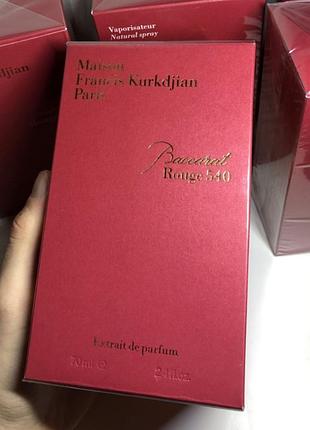 Vaporisateur
Natural spray
Maison
Francis Kurkdjian
Paris
Baccarat
Rouge 540
Extrait de parfum
70ml ℮ 2.4fl.oz.